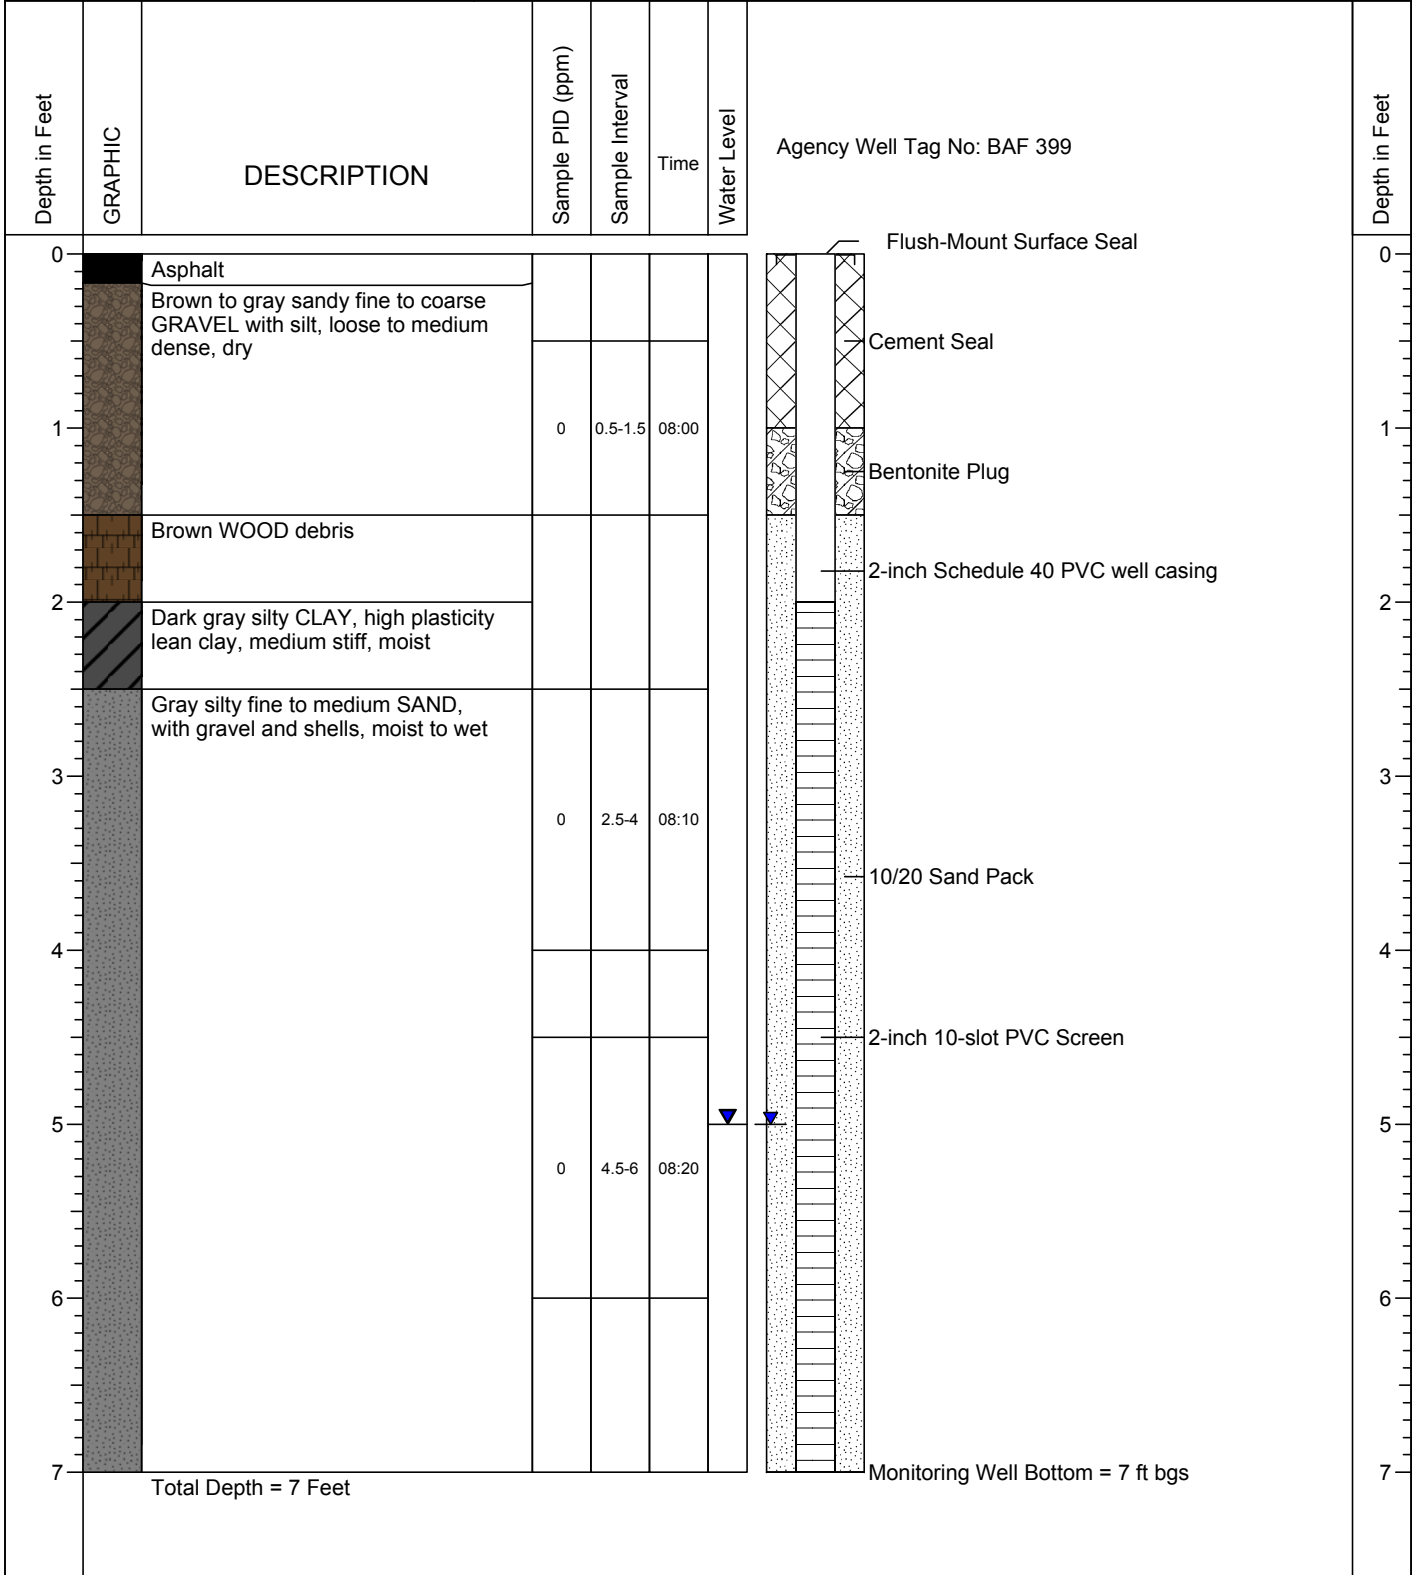 Depth in Feet
GRAPHIC
DESCRIPTION
Sample PID (ppm)
Sample Interval
Time
Water Level
Agency Well Tag No: BAF 399
Depth in Feet
Flush-Mount Surface Seal
0
0
Asphalt
Brown to gray sandy fine to coarse
GRAVEL with silt, loose to medium
dense, dry
Cement Seal
1
0
0.5-1.5
08:00
1
Bentonite Plug
Brown WOOD debris
2-inch Schedule 40 PVC well casing
2
2
Dark gray silty CLAY, high plasticity
lean clay, medium stiff, moist
Gray silty fine to medium SAND,
with gravel and shells, moist to wet
3
3
0
2.5-4
08:10
10/20 Sand Pack
4
4
2-inch 10-slot PVC Screen
5
5
0
4.5-6
08:20
6
6
7
Monitoring Well Bottom = 7 ft bgs
7
Total Depth = 7 Feet